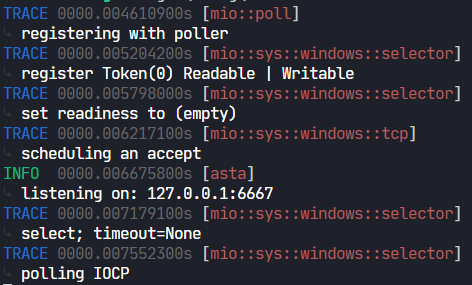 TRACE 0000.004610900s [mio::poll]
↳ registering with poller
TRACE 0000.005204200s [mio::sys::windows::selector]
↳ register Token(0) Readable | Writable
TRACE 0000.005798000s [mio::sys::windows::selector]
↳ set readiness to (empty)
TRACE 0000.006217100s [mio::sys::windows::tcp]
↳ scheduling an accept
INFO  0000.006675800s [asta]
↳ listening on: 127.0.0.1:6667
TRACE 0000.007179100s [mio::sys::windows::selector]
↳ select; timeout=None
TRACE 0000.007552300s [mio::sys::windows::selector]
↳ polling IOCP